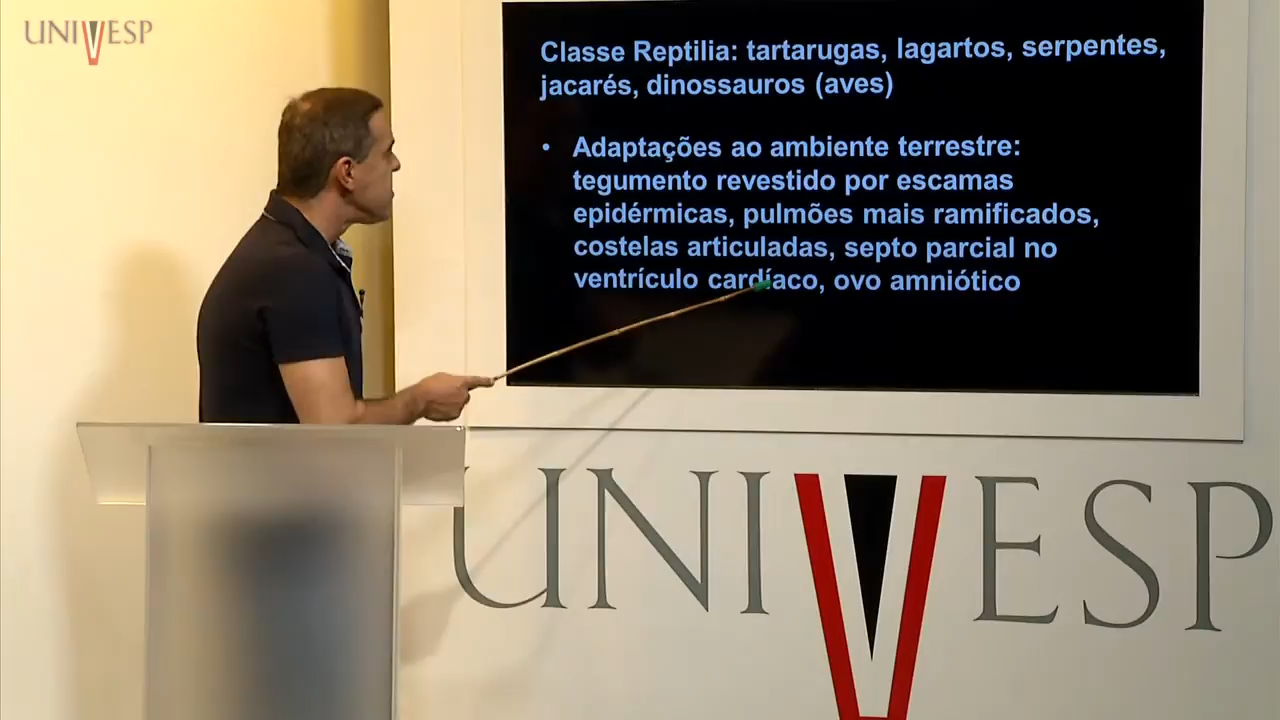 UNIVESP
Classe Reptilia: tartarugas, lagartos, serpentes,
jacarés, dinossauros (aves)
• Adaptações ao ambiente terrestre:
tegumento revestido por escamas
epidérmicas, pulmões mais ramificados,
costelas articuladas, septo parcial no
ventrículo cardíaco, ovo amniótico
UNIVESP